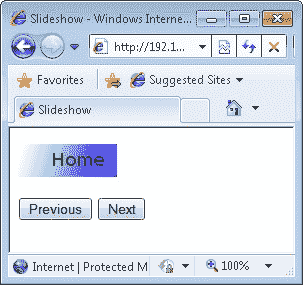 Slideshow - Windows Interne...
http://192.1...
Favorites
Suggested Sites
Slideshow
Home
Previous
Next
Internet | Protected M
100%